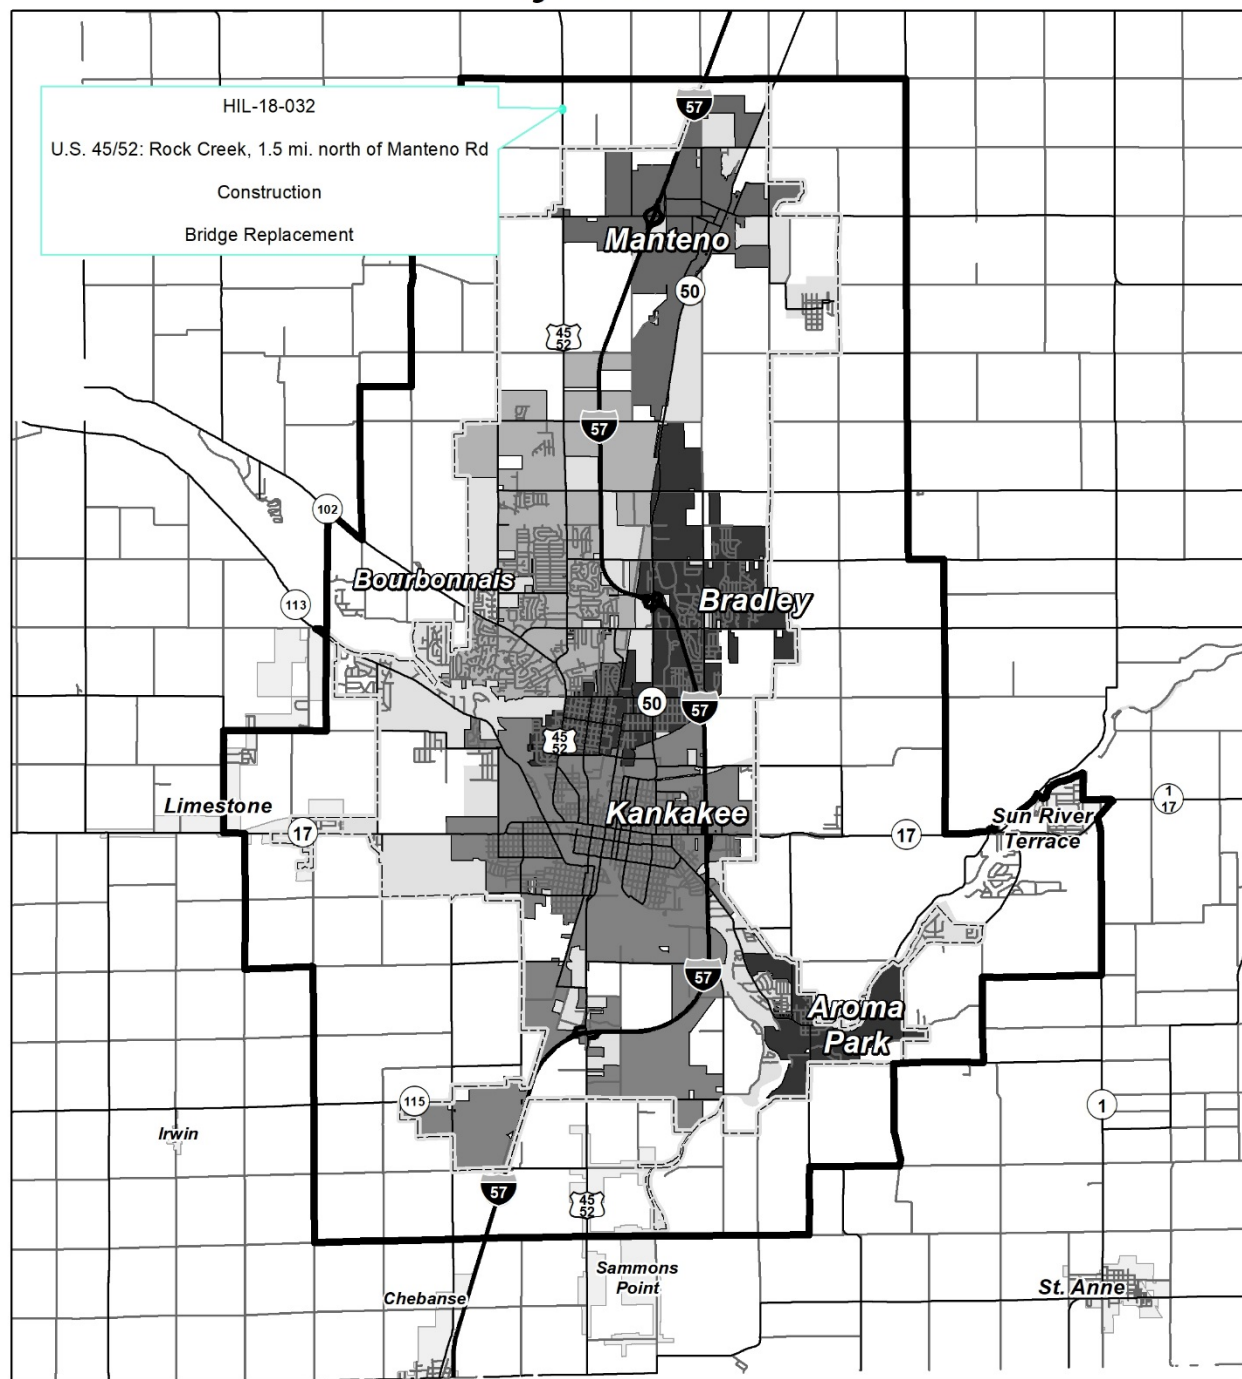 HIL-18-032
U.S. 45/52: Rock Creek, 1.5 mi. north of Manteno Rd
Construction
Bridge Replacement
57
Manteno
50
45
52
57
102
Bourbonnais
Bradley
113
50
57
45
52
Limestone
17
Kankakee
17
1
17
Sun River
Terrace
57
Aroma
Park
115
1
Irwin
57
45
52
Sammons
Point
Chebanse
St. Anne